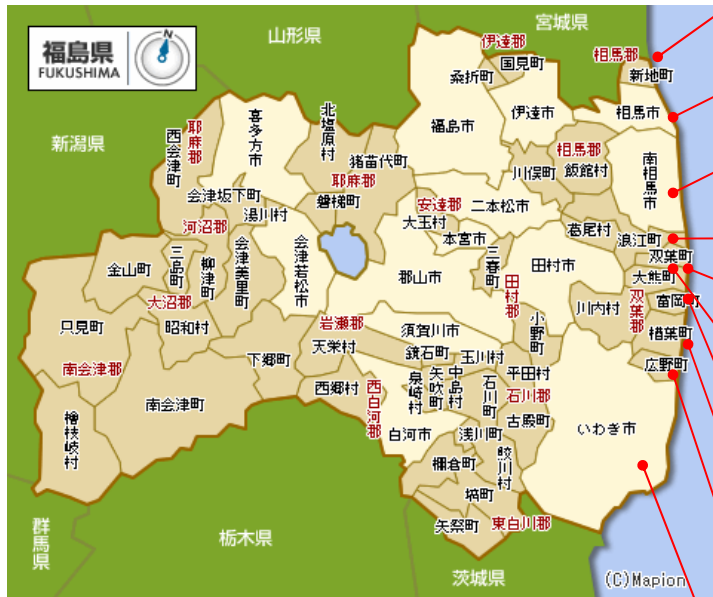 福島県
FUKUSHIMA
N
山形県
宮城県
新潟県
群馬県
栃木県
茨城県
伊達郡
国見町
桑折町
伊達市
福島市
相馬郡
新地町
相馬市
南相馬市
相馬郡
飯館村
川俣町
喜多方市
北塩原村
耶麻郡
西会津町
猪苗代町
耶麻郡
磐梯町
会津坂下町
湯川村
河沼郡
安達郡
大玉村
二本松市
本宮市
葛尾村
浪江町
双葉町
大熊町
富岡町
双葉郡
川内村
楢葉町
広野町
金山町
三島町
柳津町
会津美里町
会津若松市
郡山市
三春町
田村市
田村郡
小野町
大沼郡
昭和村
只見町
南会津郡
南会津町
檜枝岐村
下郷町
岩瀬郡
天栄村
須賀川市
鏡石町
玉川村
平田村
西郷村
西白河郡
泉崎村
矢吹町
中島村
石川町
石川郡
古殿町
白河市
浅川町
鮫川村
棚倉町
塙町
矢祭町
東白川郡
いわき市
(C)Mapion